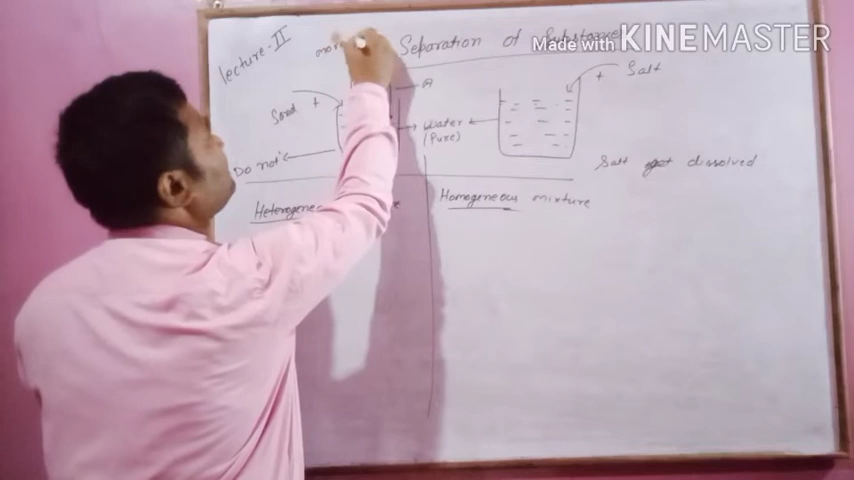 Lecture-II
Separation of Substances
Made with KINEMASTER
Sand +
+ Salt
Water
(Pure)
Do not
Salt get dissolved
Homogeneous mixture